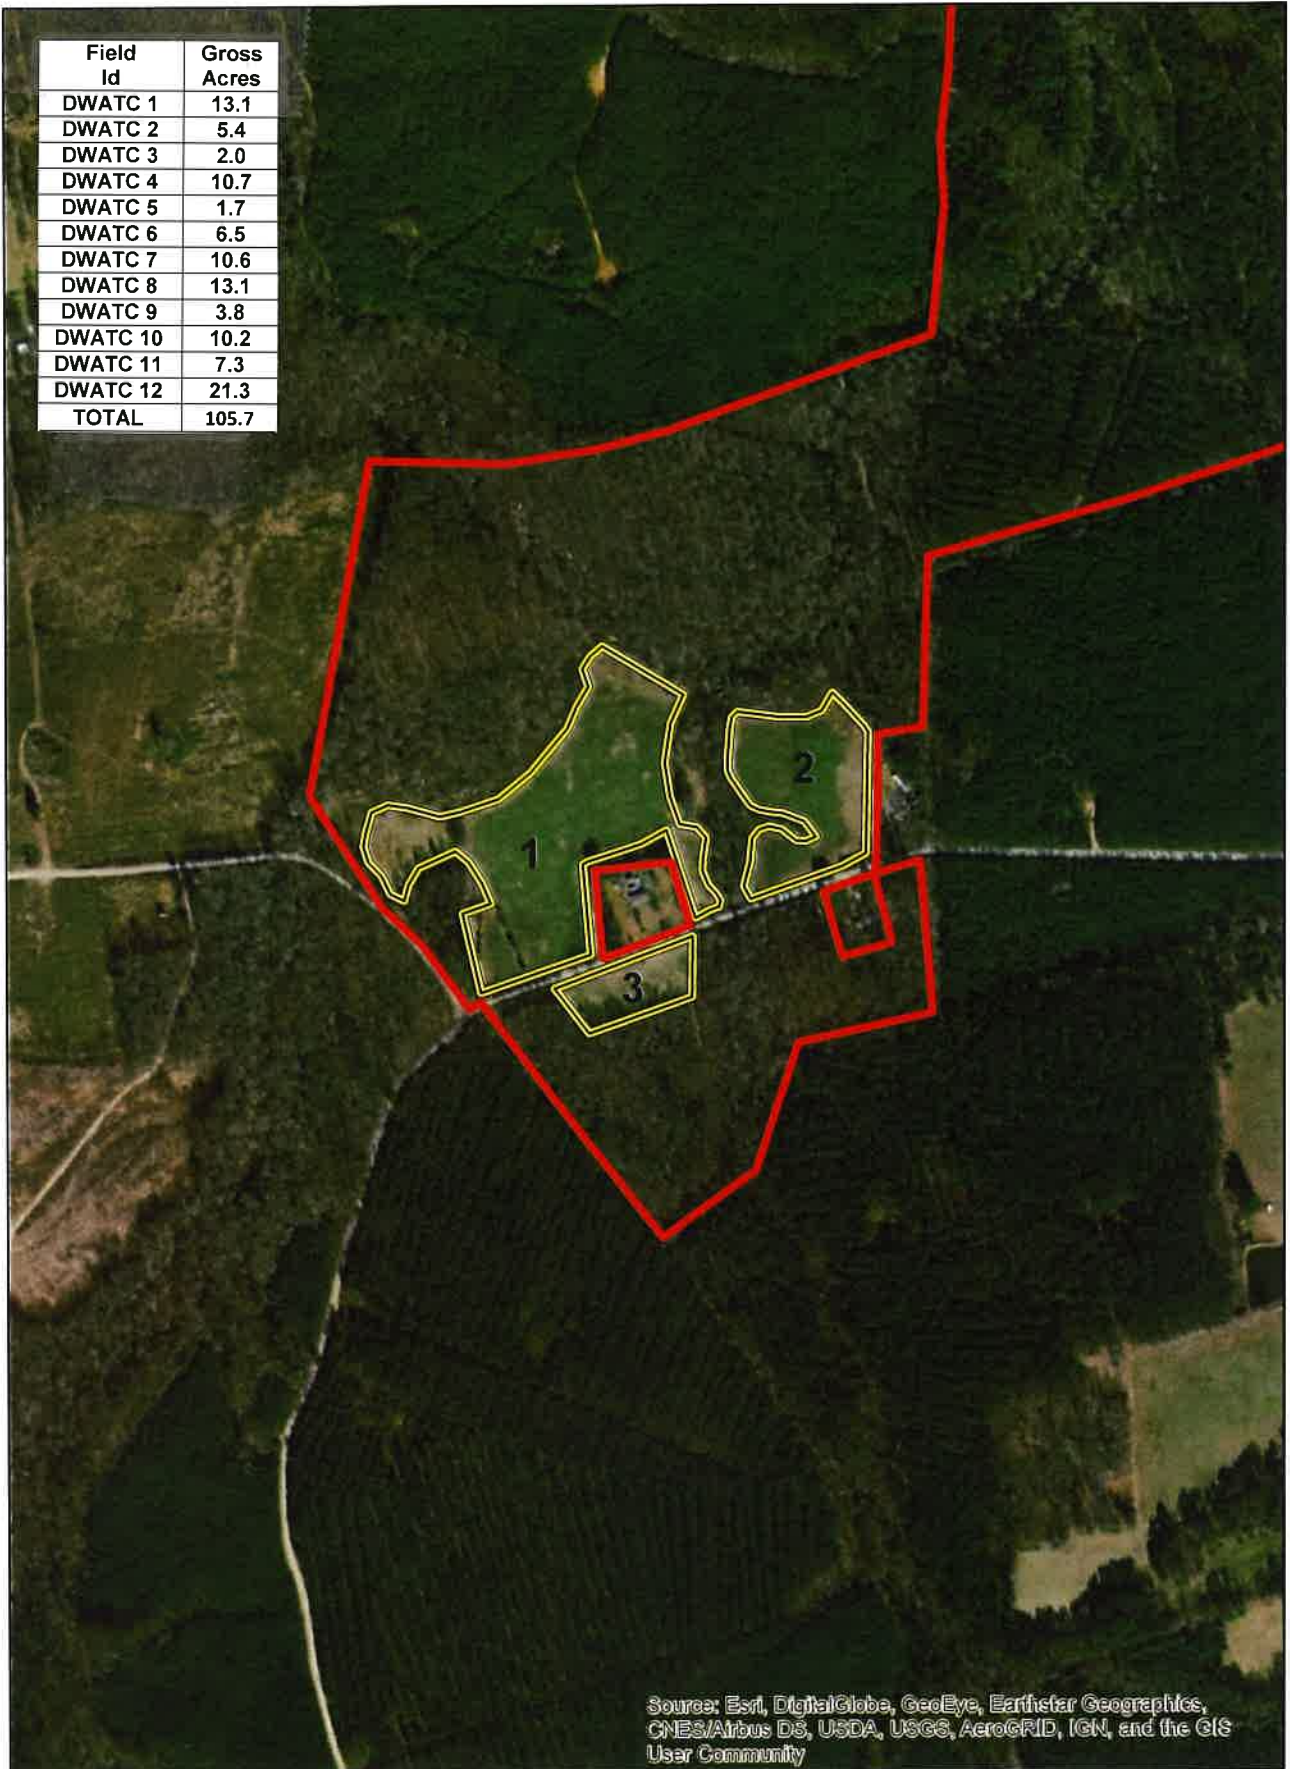 Field Gross
Id Acres
DWATC 1 13.1
DWATC 2 5.4
DWATC 3 2.0
DWATC 4 10.7
DWATC 5 1.7
DWATC 6 6.5
DWATC 7 10.6
DWATC 8 13.1
DWATC 9 3.8
DWATC 10 10.2
DWATC 11 7.3
DWATC 12 21.3
TOTAL 105.7
2
1
3
Source: Esri, DigitalGlobe, GeoEye, Earthstar Geographics,
CNES/Airbus DS, USDA, USGS, AeroGRID, IGN, and the GIS
User Community